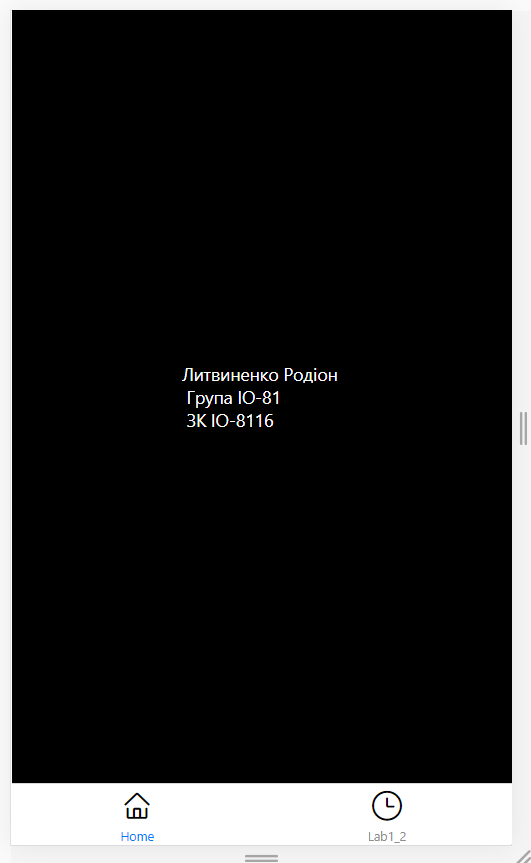 Литвиненко Родіон
Група ІО-81
ЗК ІО-8116
Home
Lab1_2